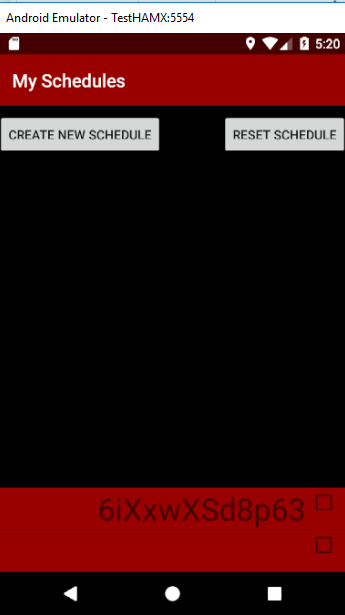 Android Emulator - TestHAMX:5554
5:20
My Schedules
CREATE NEW SCHEDULE RESET SCHEDULE
6iXxwXSd8p63